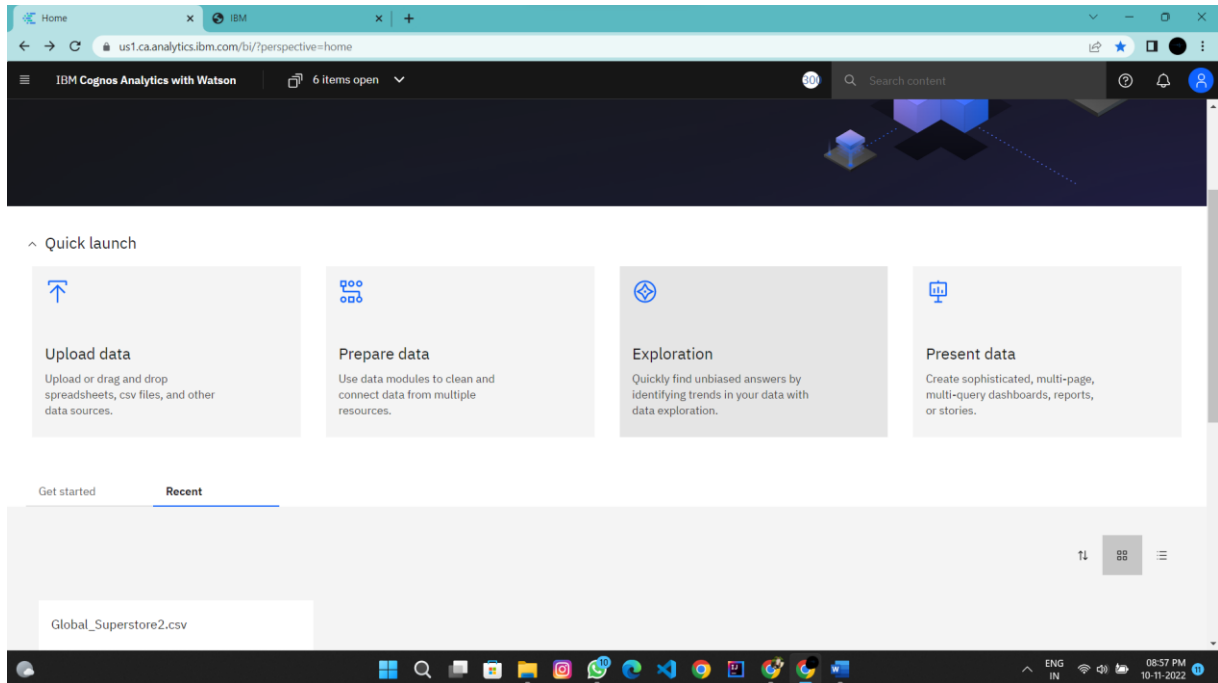 Home
IBM
us1.ca.analytics.ibm.com/bi/?perspective=home
IBM Cognos Analytics with Watson
6 items open
Search content
Quick launch
Upload data
Upload or drag and drop
spreadsheets, csv files, and other
data sources.
Prepare data
Use data modules to clean and
connect data from multiple
resources.
Exploration
Quickly find unbiased answers by
identifying trends in your data with
data exploration.
Present data
Create sophisticated, multi-page,
multi-query dashboards, reports,
or stories.
Get started
Recent
Global_Superstore2.csv
10
ENG
IN
08:57 PM
10-11-2022
11